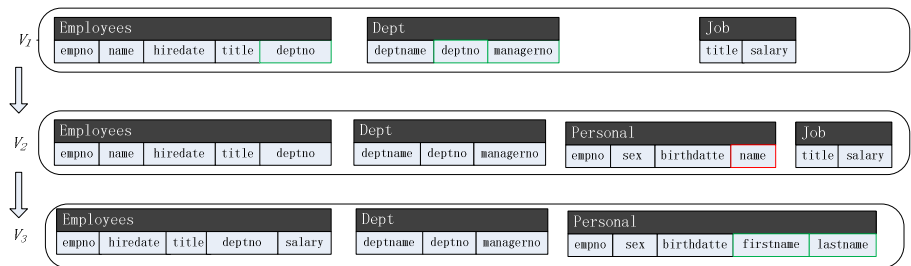 V1
Employees Dept Job
empno name hiredate title deptno deptname deptno managerno title salary
V2
Employees Dept Personal Job
empno name hiredate title deptno deptname deptno managerno empno sex birthdatte name title salary
V3
Employees Dept Personal
empno hiredate title deptno salary deptname deptno managerno empno sex birthdatte firstname lastname